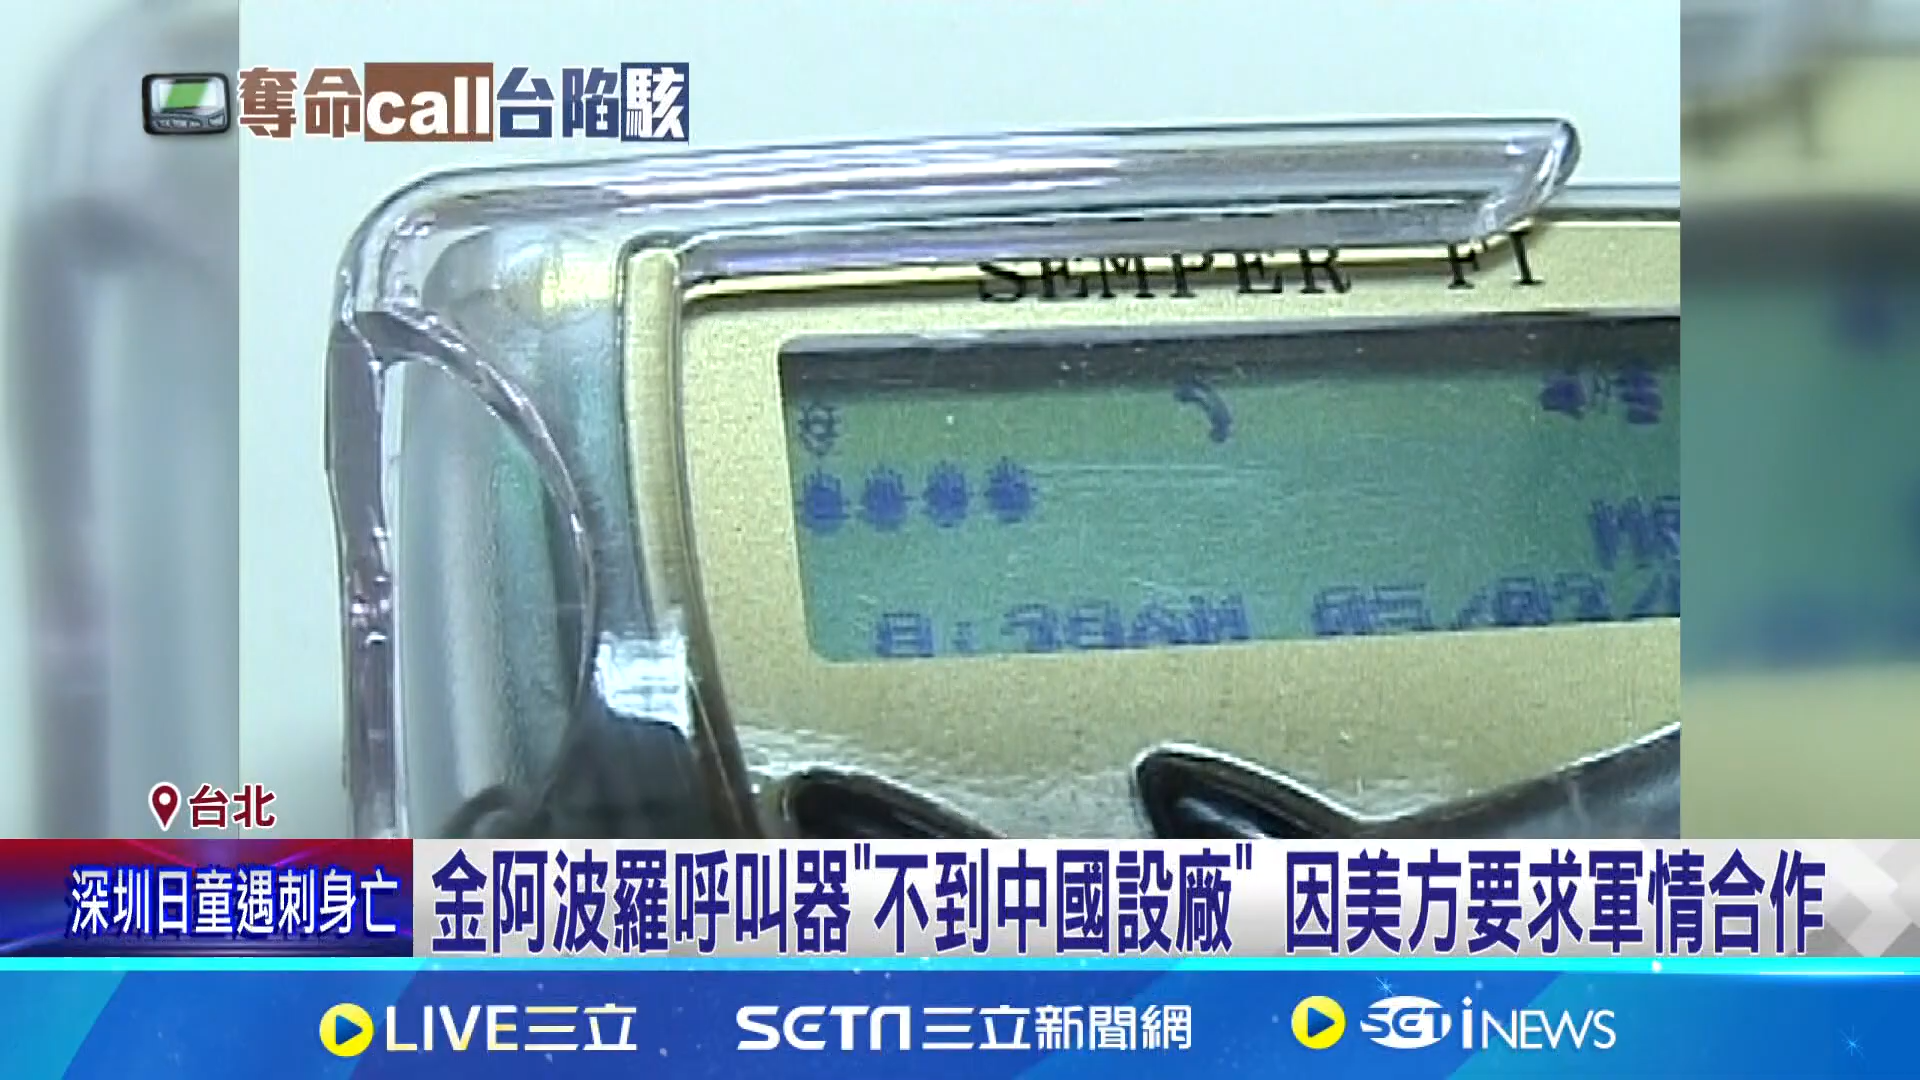 奪命call台陷駭
SEMPER FI
台北
深圳日童遇刺身亡
金阿波羅呼叫器"不到中國設廠" 因美方要求軍情合作
LIVE三立 SETN三立新聞網 SETiNEWS